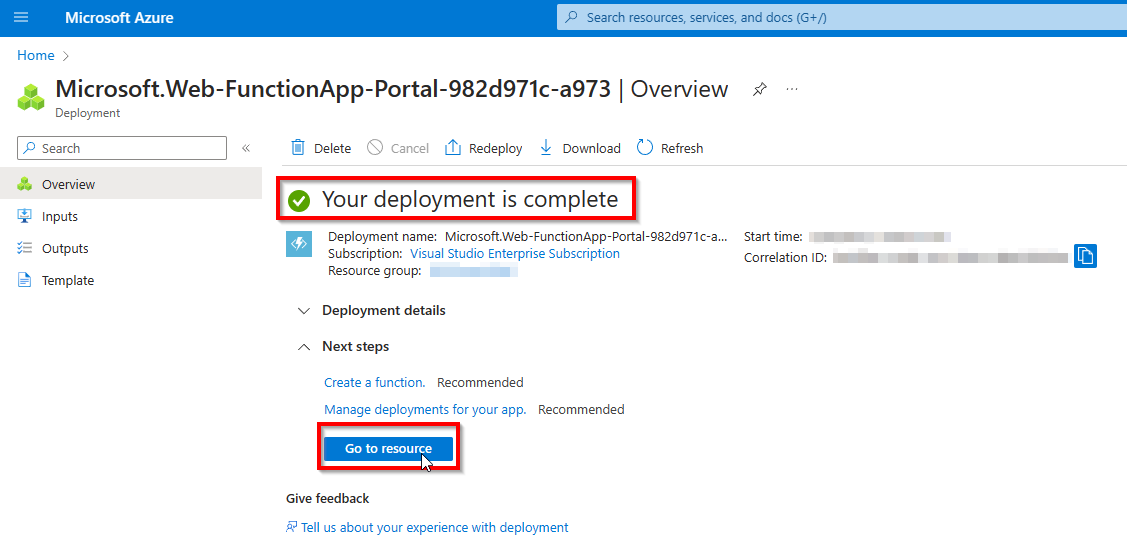 Microsoft Azure
Search resources, services, and docs (G+/)
Home >
Microsoft.Web-FunctionApp-Portal-982d971c-a973 | Overview
Deployment
Search
«
Delete
Cancel
Redeploy
Download
Refresh
Overview
Inputs
Outputs
Template
Your deployment is complete
Deployment name: Microsoft.Web-FunctionApp-Portal-982d971c-a...
Subscription: Visual Studio Enterprise Subscription
Resource group:
Start time:
Correlation ID:
Deployment details
Next steps
Create a function. Recommended
Manage deployments for your app. Recommended
Go to resource
Give feedback
Tell us about your experience with deployment